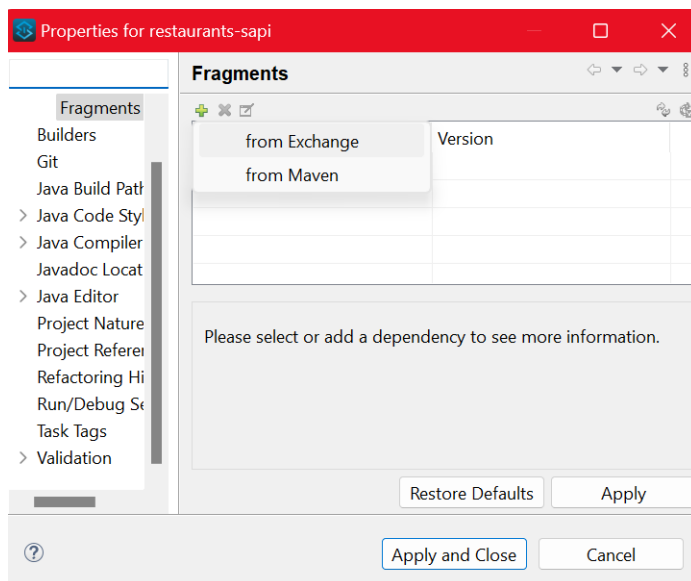 Properties for restaurants-sapi
Fragments
Fragments
Builders
Git
Java Build Path
Java Code Styl
Java Compiler
Javadoc Locat
Java Editor
Project Nature
Project Referen
Refactoring Hi
Run/Debug Se
Task Tags
Validation
from Exchange
from Maven
Version
Please select or add a dependency to see more information.
Restore Defaults
Apply
Apply and Close
Cancel